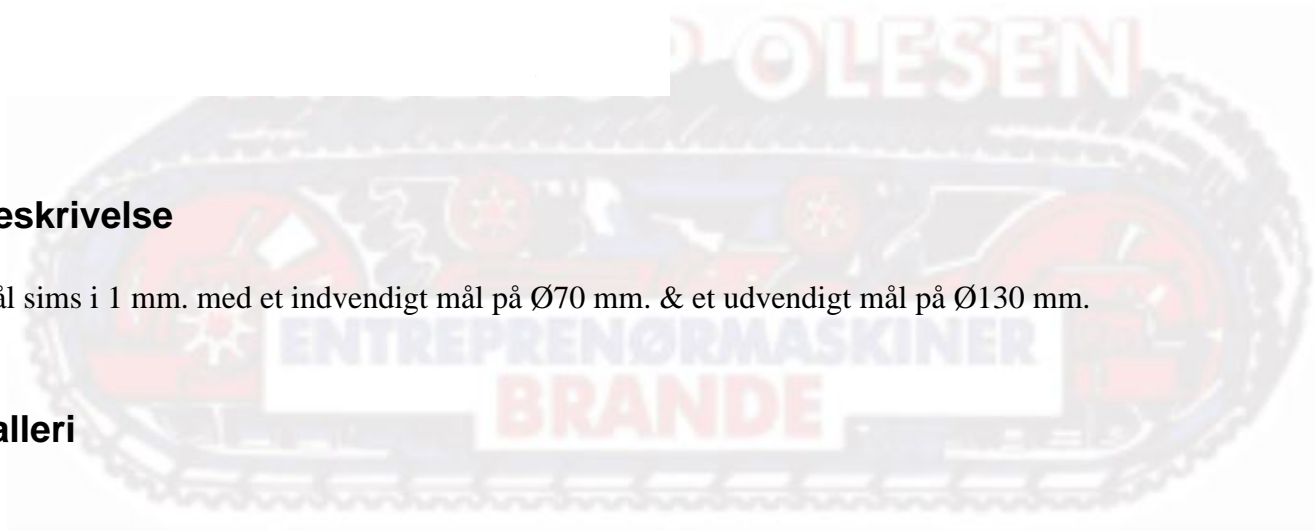 P OLESEN
eskrivelse
ål sims i 1 mm. med et indvendigt mål på Ø70 mm. & et udvendigt mål på Ø130 mm.
ENTREPRENØRMASKINER
BRANDE
alleri